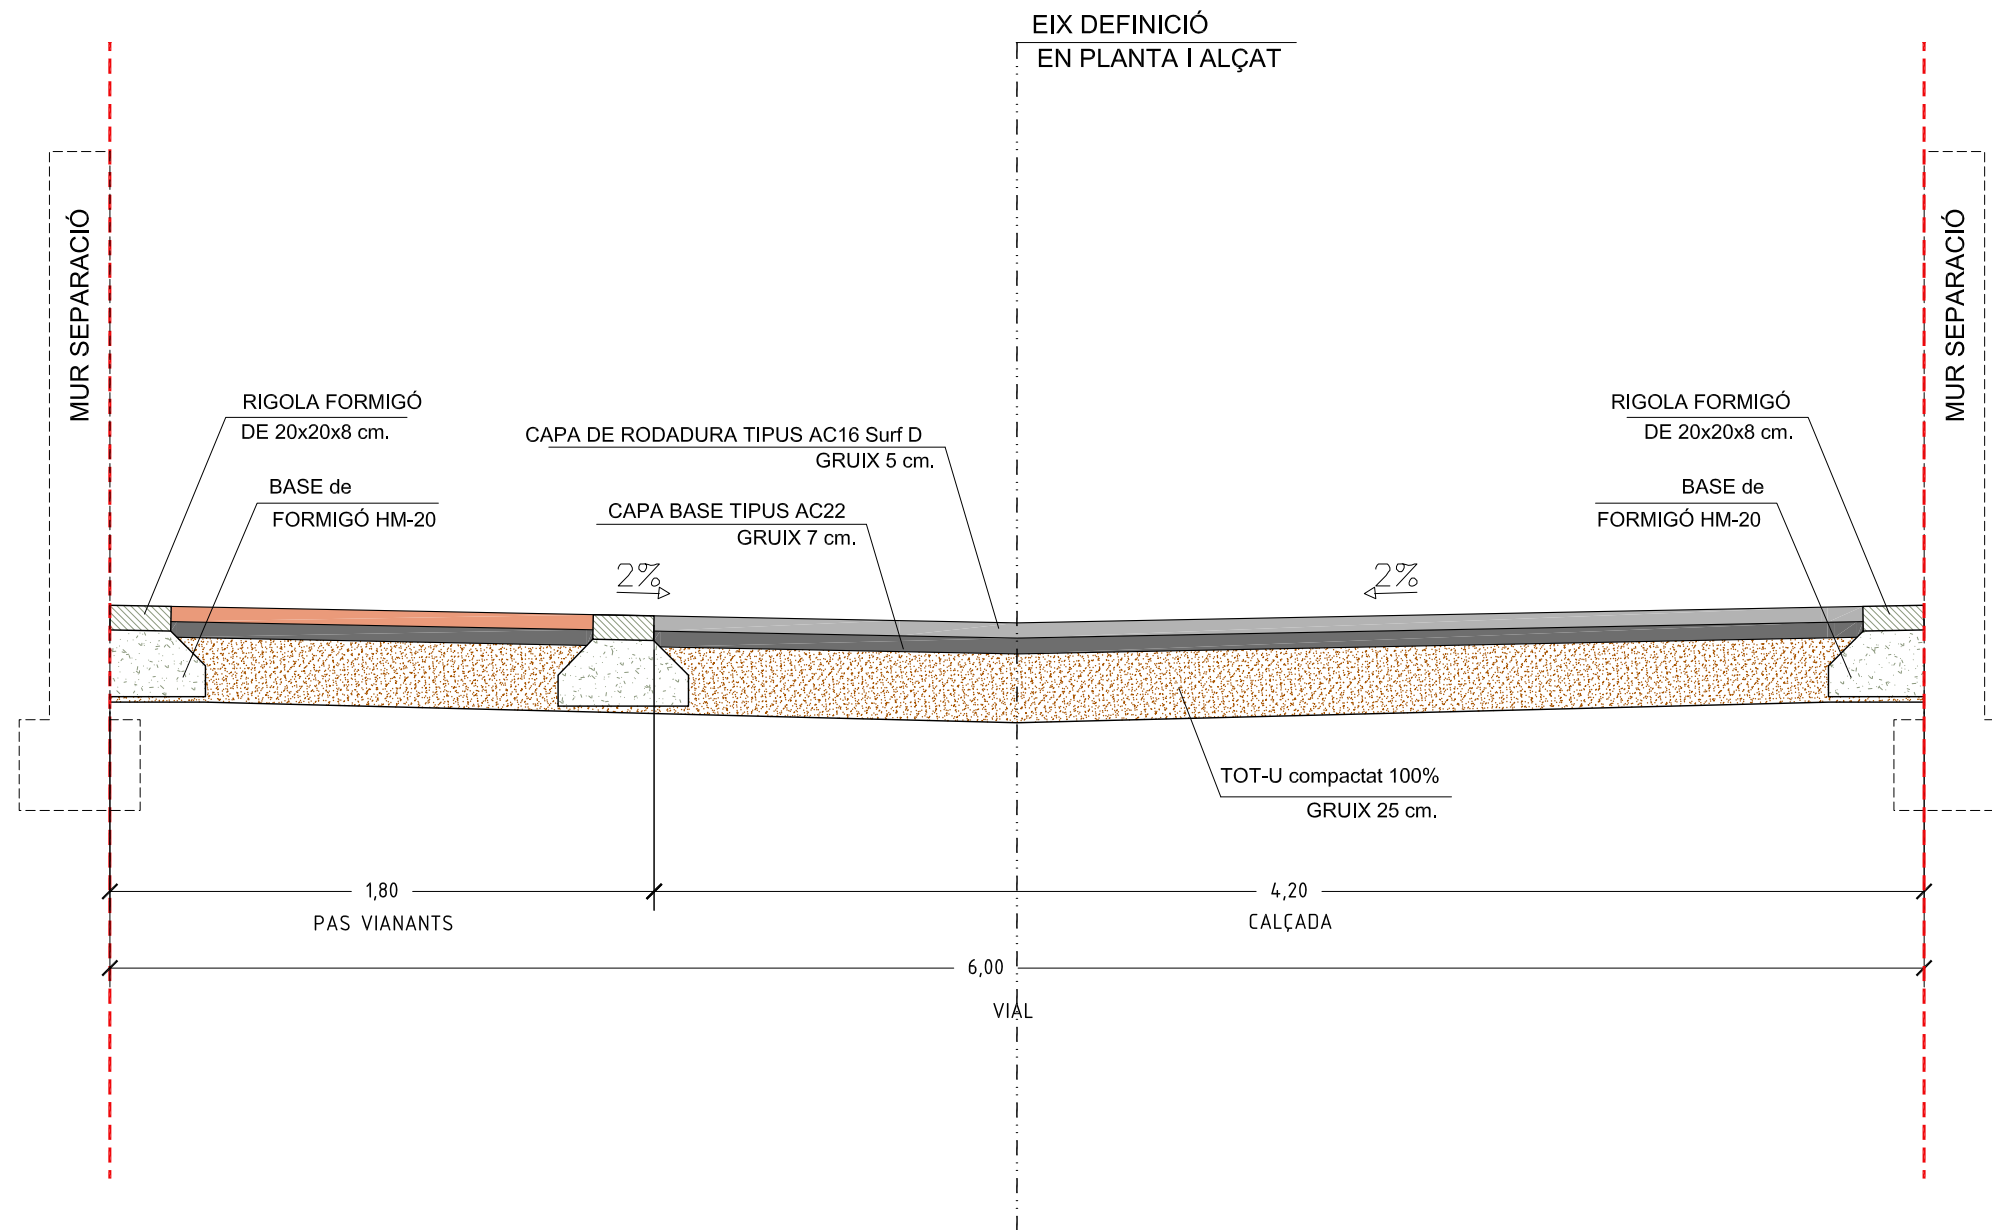 EIX DEFINICIÓ
EN PLANTA I ALÇAT
MUR SEPARACIÓ
MUR SEPARACIÓ
RIGOLA FORMIGÓ
DE 20x20x8 cm.
BASE de
FORMIGÓ HM-20
CAPA DE RODADURA TIPUS AC16 Surf D
GRUIX 5 cm.
CAPA BASE TIPUS AC22
GRUIX 7 cm.
RIGOLA FORMIGÓ
DE 20x20x8 cm.
BASE de
FORMIGÓ HM-20
2%
2%
TOT-U compactat 100%
GRUIX 25 cm.
1,80
PAS VIANANTS
4,20
CALÇADA
6,00
VIAL